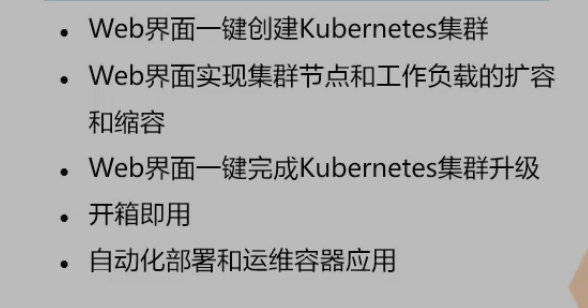 • Web界面一键创建Kubernetes集群
• Web界面实现集群节点和工作负载的扩容
和缩容
• Web界面一键完成Kubernetes集群升级
• 开箱即用
• 自动化部署和运维容器应用